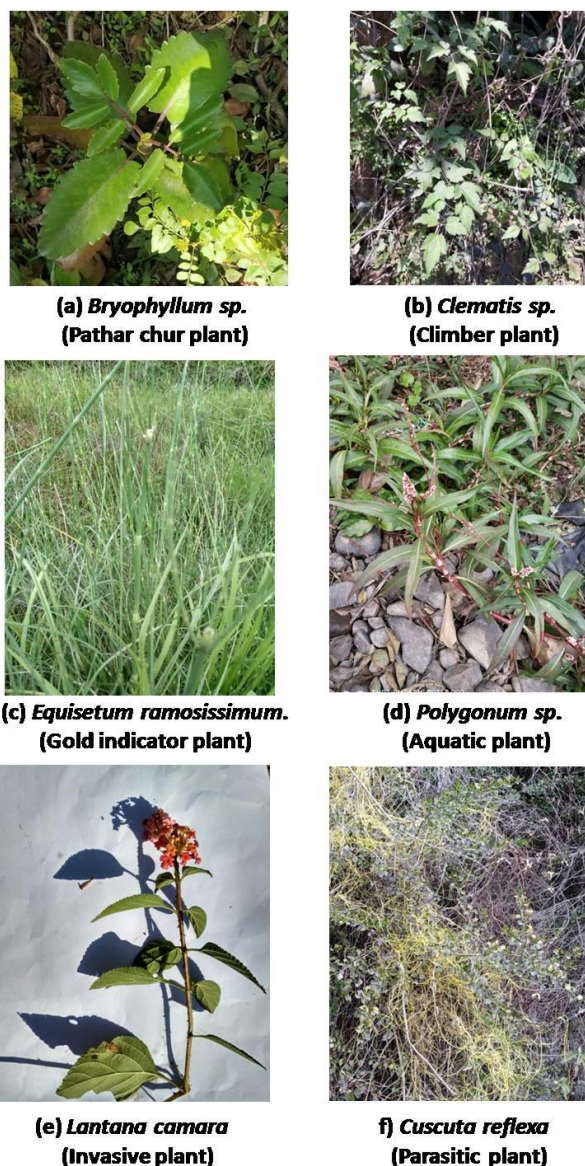 (a) Bryophyllum sp.
(Pathar chur plant)
(b) Clematis sp.
(Climber plant)
(c) Equisetum ramosissimum.
(Gold indicator plant)
(d) Polygonum sp.
(Aquatic plant)
(e) Lantana camara
(Invasive plant)
f) Cuscuta reflexa
(Parasitic plant)